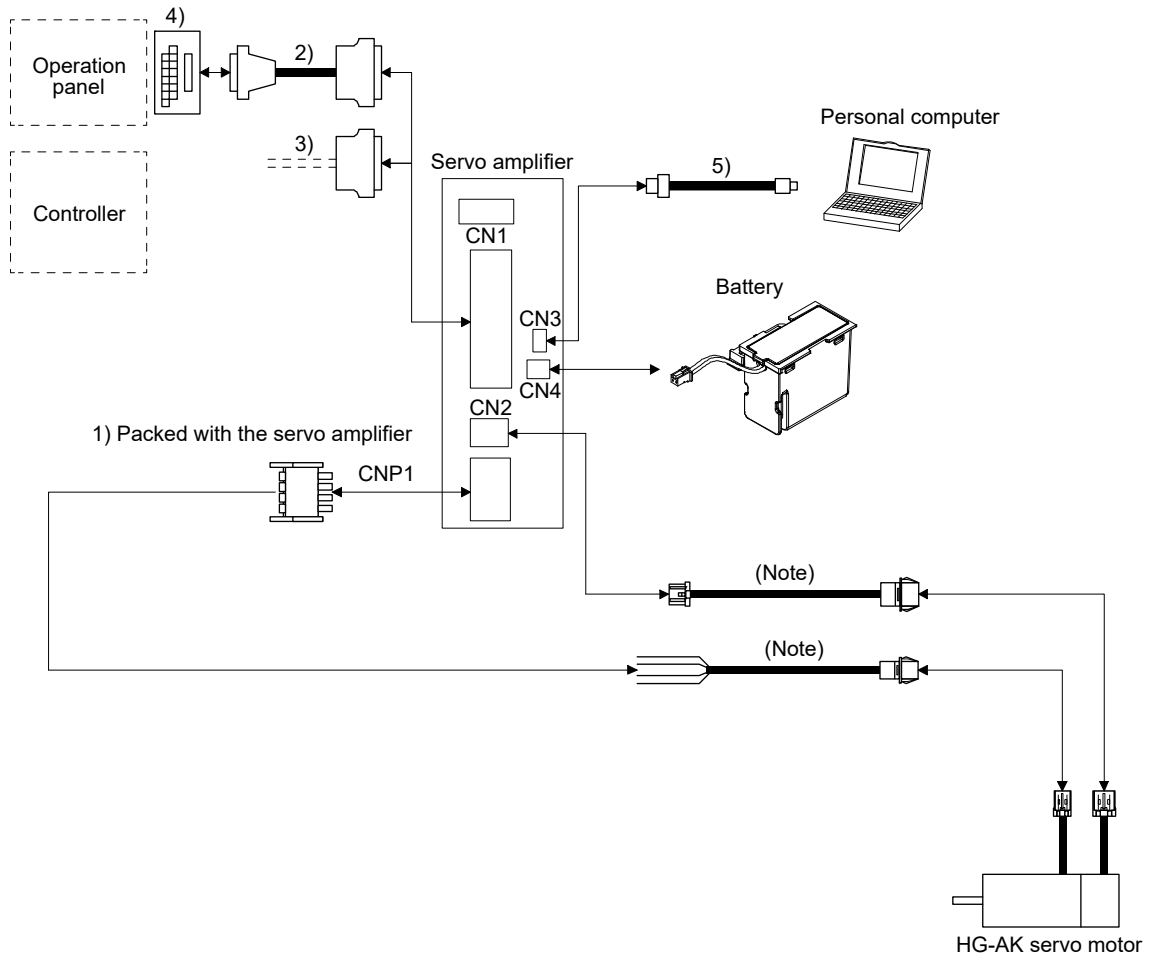 4)
Operation
panel
2)
3)
Controller
Servo amplifier
CN1
Personal computer
5)
Battery
CN3
CN4
CN2
1) Packed with the servo amplifier
CNP1
(Note)
(Note)
HG-AK servo motor